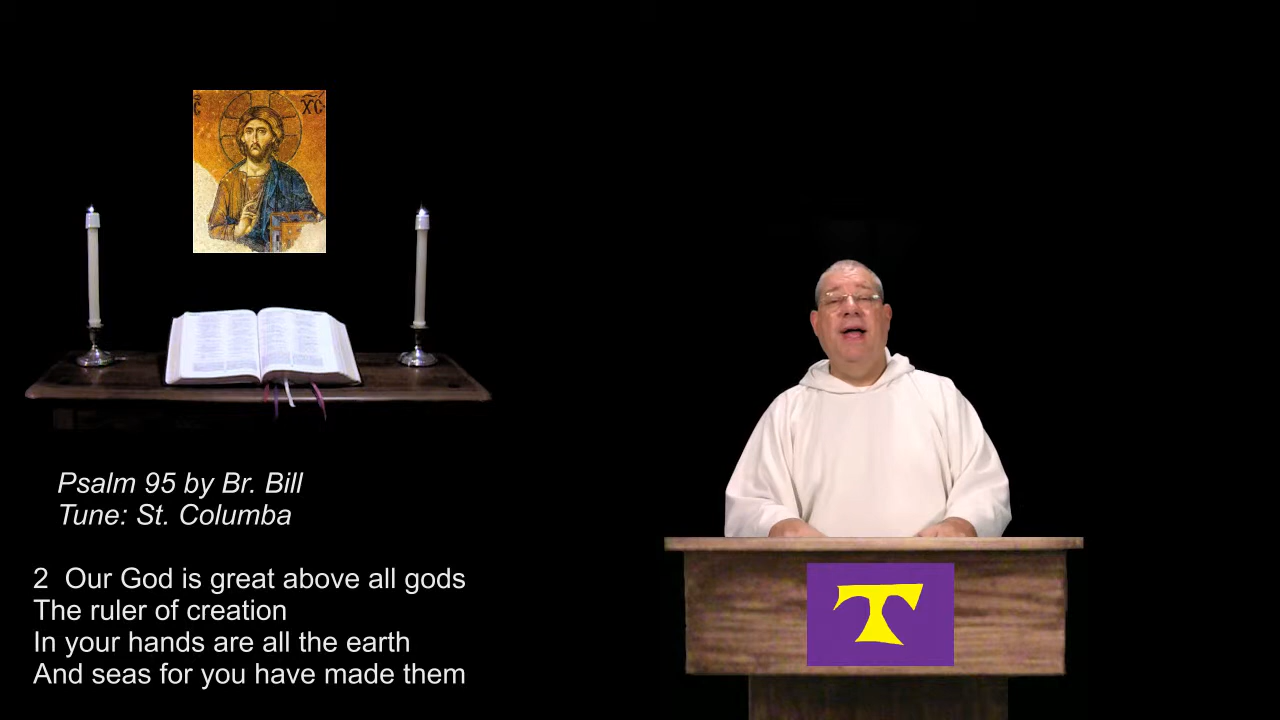 ΧC
Psalm 95 by Br. Bill
Tune: St. Columba
2 Our God is great above all gods
The ruler of creation
In your hands are all the earth
And seas for you have made them
T